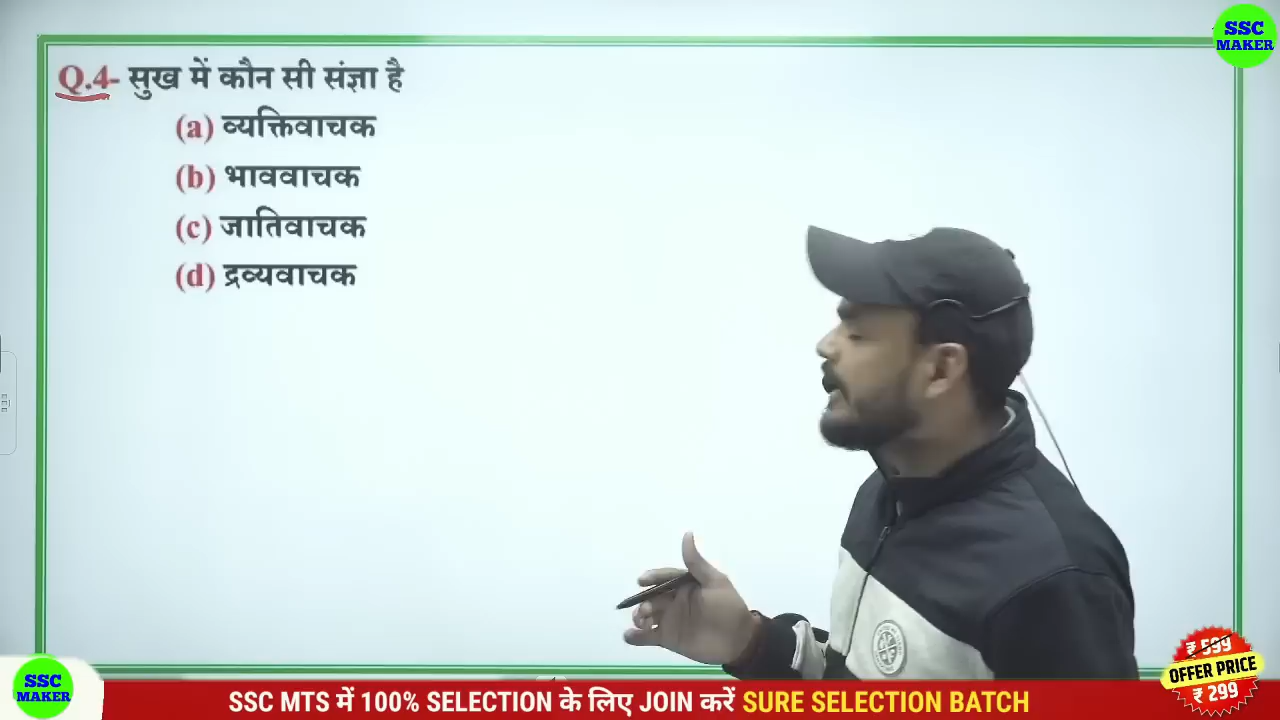 SSC
MAKER
Q.4- सुख में कौन सी संज्ञा है
(a) व्यक्तिवाचक
(b) भाववाचक
(c) जातिवाचक
(d) द्रव्यवाचक
SSC
MAKER
SSC MTS में 100% SELECTION के लिए JOIN करें SURE SELECTION BATCH
₹ 599
OFFER PRICE
₹ 299